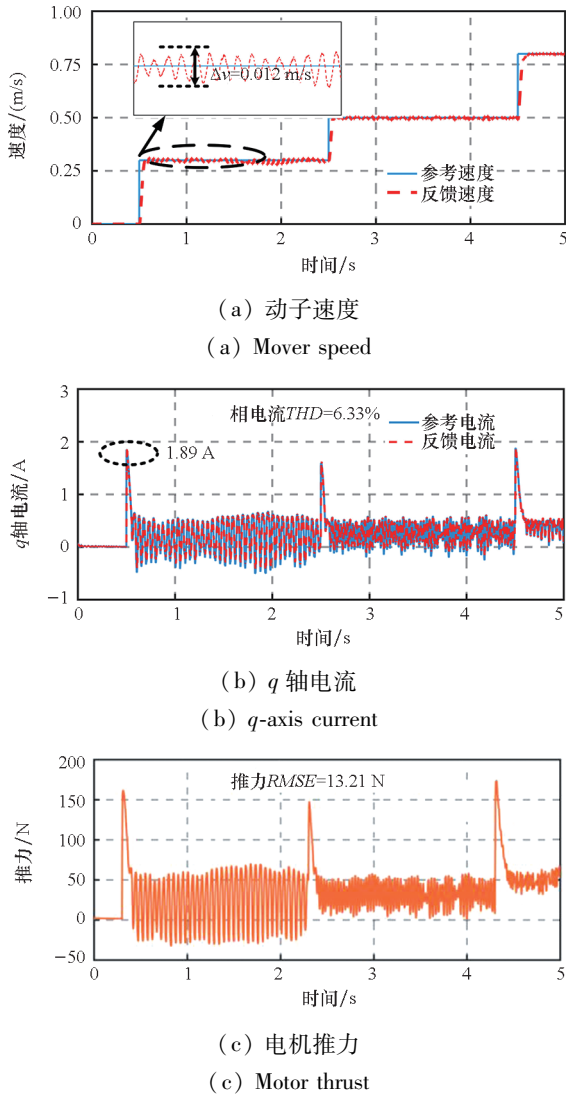 1.00
0.75
0.50
0.25
0
速度/(m/s)
Δv=0.012 m/s
参考速度
反馈速度
0 1 2 3 4 5
时间/s
(a) 动子速度
(a) Mover speed
3
2
1
0
−1
q轴电流/A
相电流THD=6.33%
1.89 A
参考电流
反馈电流
0 1 2 3 4 5
时间/s
(b) q 轴电流
(b) q-axis current
200
150
100
50
0
−50
推力/N
推力RMSE=13.21 N
0 1 2 3 4 5
时间/s
(c) 电机推力
(c) Motor thrust